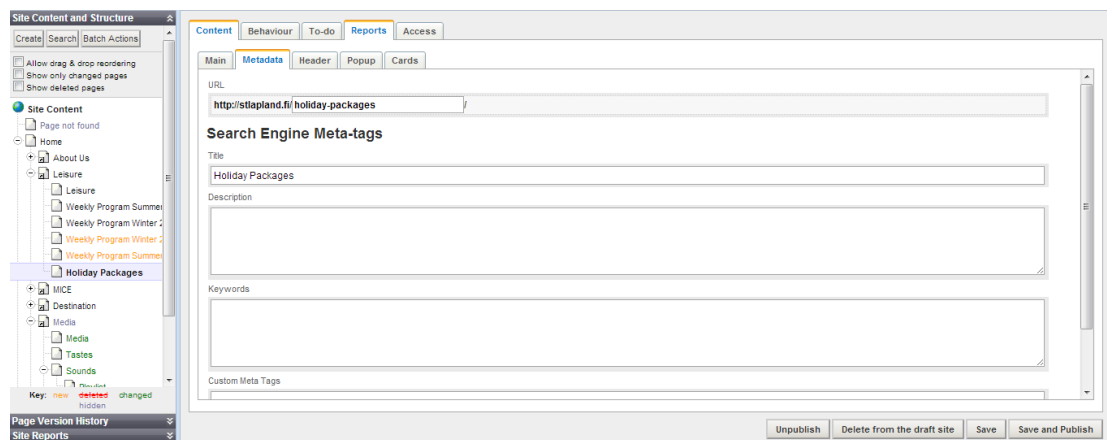 Site Content and Structure
Create Search Batch Actions
Allow drag & drop reordering
Show only changed pages
Show deleted pages
Site Content
Page not found
Home
About Us
Leisure
Leisure
Weekly Program Summer
Weekly Program Winter 2
Weekly Program Winter 2
Weekly Program Summer
Holiday Packages
MICE
Destination
Media
Media
Tastes
Sounds
Playlist
Key: new deleted changed
hidden
Page Version History
Site Reports
Content Behaviour To-do Reports Access
Main Metadata Header Popup Cards
URL
http://stlapland.fi/ holiday-packages /
Search Engine Meta-tags
Title
Holiday Packages
Description
Keywords
Custom Meta Tags
Unpublish Delete from the draft site Save Save and Publish